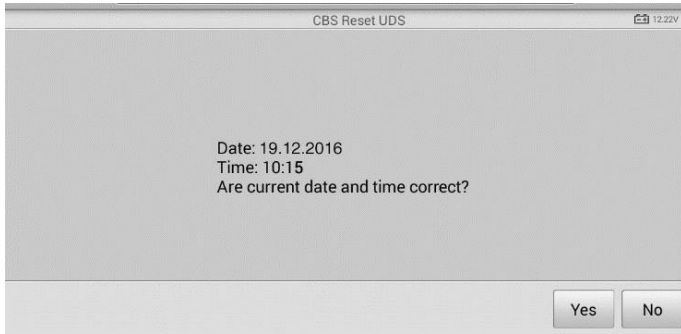 CBS Reset UDS
12.22V
Date: 19.12.2016
Time: 10:15
Are current date and time correct?
Yes
No